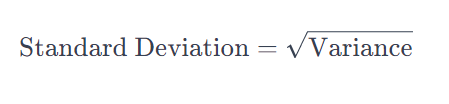 Standard Deviation = √Variance